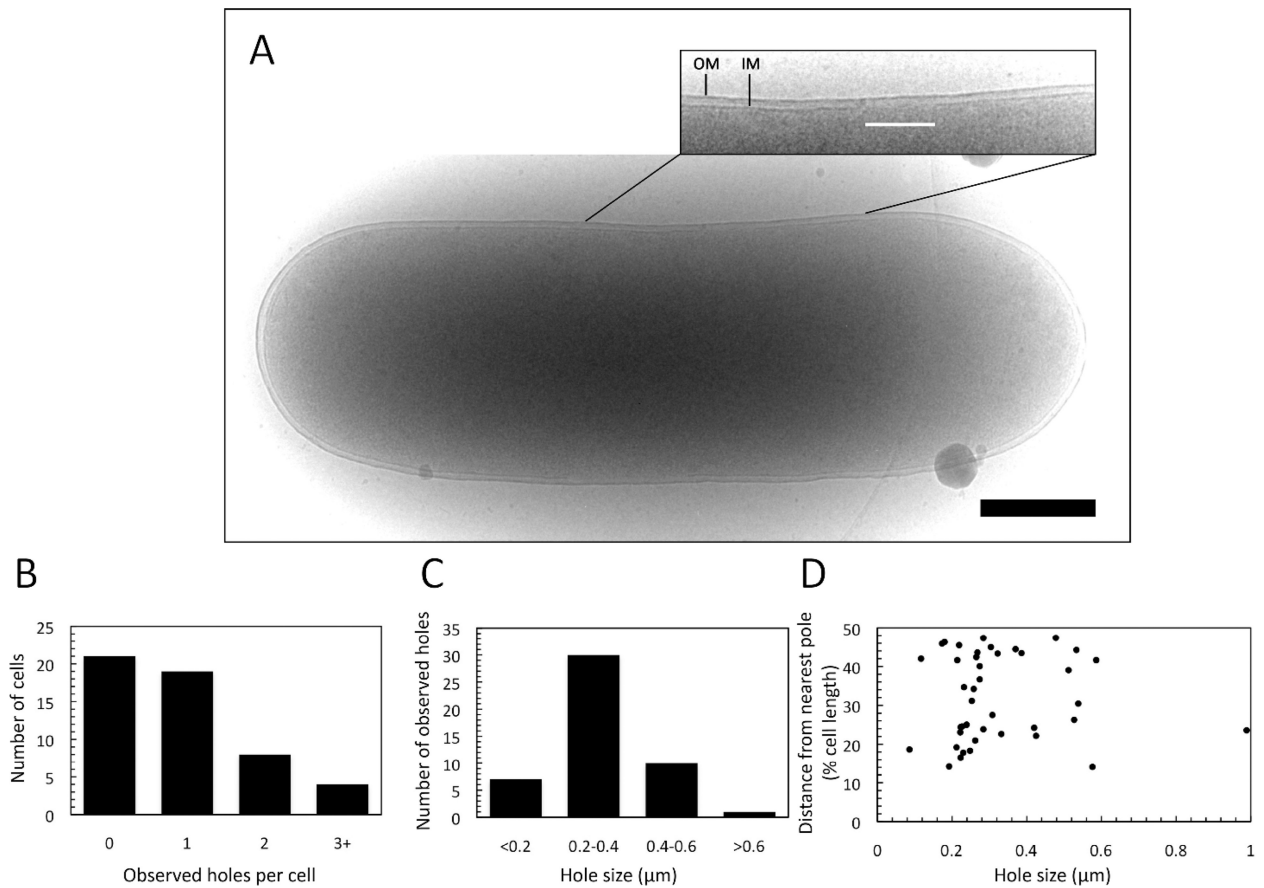 A
OM IM
B
25
20
15
10
5
0
Number of cells
0 1 2 3+
Observed holes per cell
C
35
30
25
20
15
10
5
0
Number of observed holes
<0.2 0.2-0.4 0.4-0.6 >0.6
Hole size (µm)
D
50
40
30
20
10
0
Distance from nearest pole
(% cell length)
0 0.2 0.4 0.6 0.8 1
Hole size (µm)